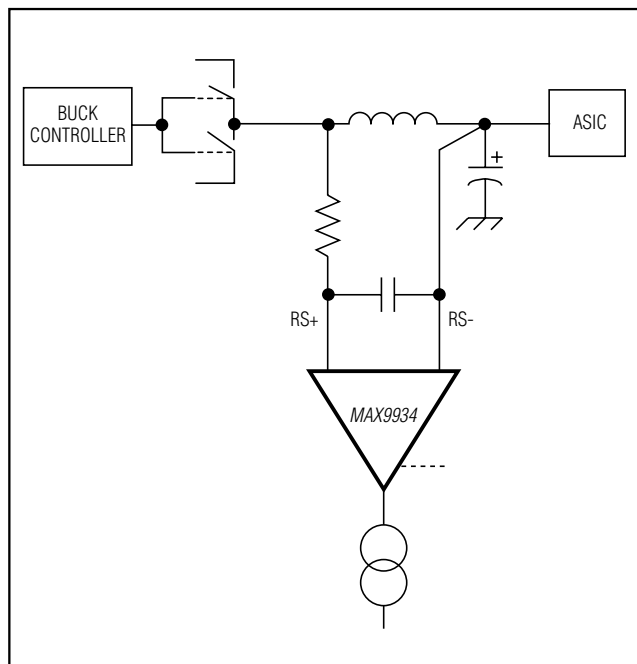 BUCK
CONTROLLER
ASIC
+
RS+
RS-
MAX9934